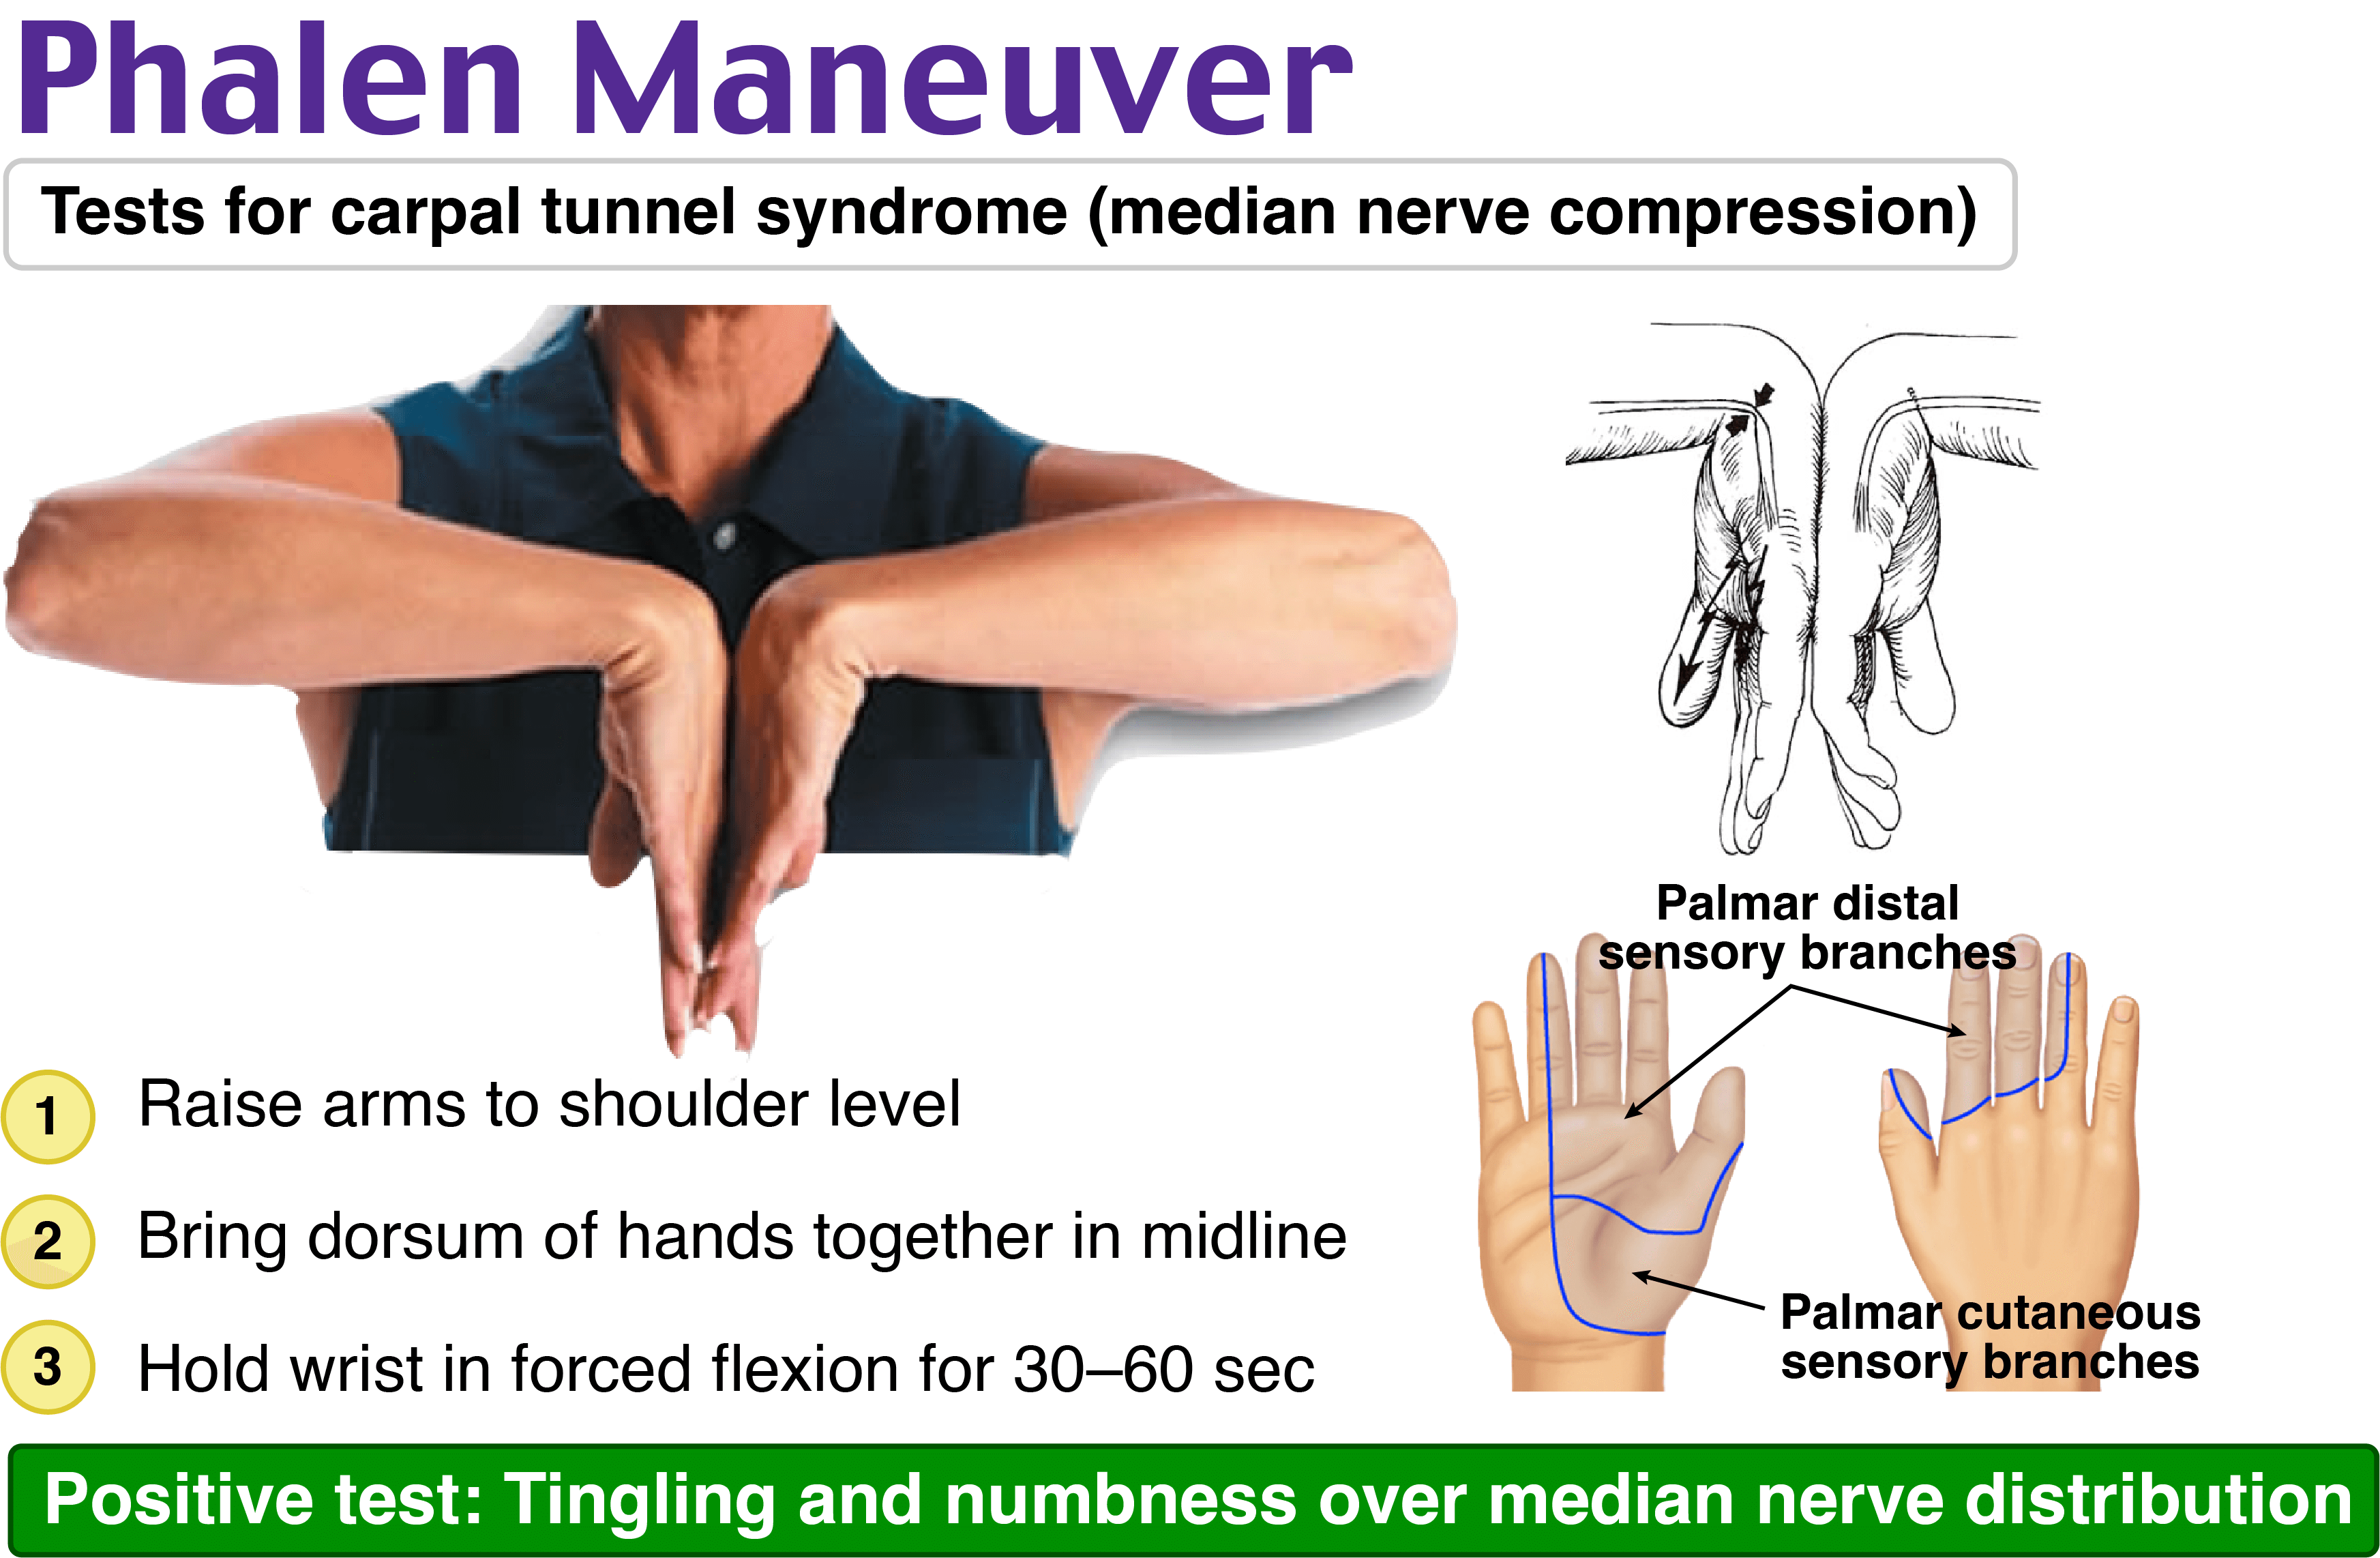 Phalen Maneuver
Tests for carpal tunnel syndrome (median nerve compression)
Palmar distal
sensory branches
1 Raise arms to shoulder level
2 Bring dorsum of hands together in midline
3 Hold wrist in forced flexion for 30–60 sec
Palmar cutaneous
sensory branches
Positive test: Tingling and numbness over median nerve distribution